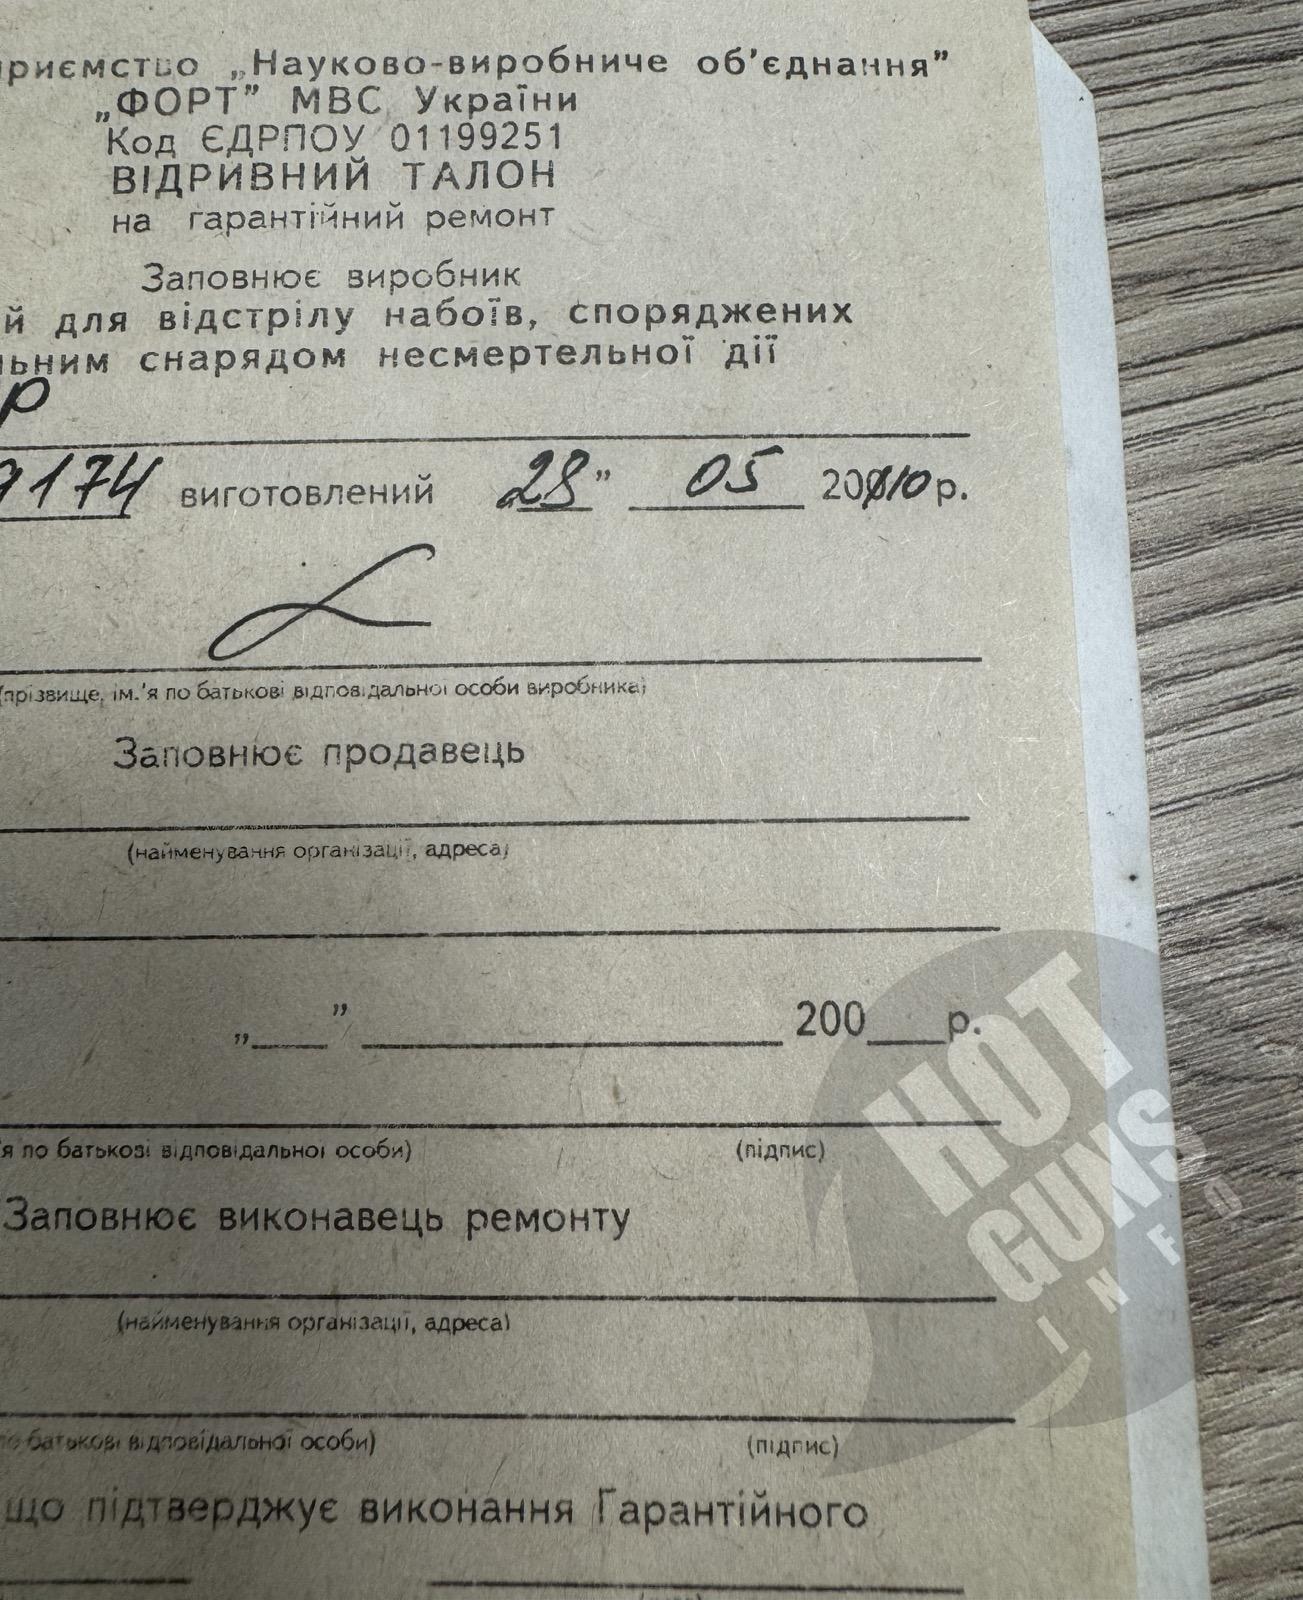 приємство „Науково-виробниче об'єднання”
„ФОРТ” МВС України
Код ЄДРПОУ 01199251
ВІДРИВНИЙ ТАЛОН
на гарантійний ремонт
Заповнює виробник
й для відстрілу набоїв, споряджених
льним снарядом несмертельної дії
р
9174 виготовлений 28” 05 2010р.
(прізвище, ім.'я по батькові відповідальної особи виробника)
Заповнює продавець
(найменування організації, адреса)
„___” ___ 200___р.
'я по батькові відповідальної особи) (підпис)
Заповнює виконавець ремонту
(найменування організації, адреса)
по батькові відповідальної особи) (підпис)
що підтверджує виконання Гарантійного
HOT
GUNS
INFO